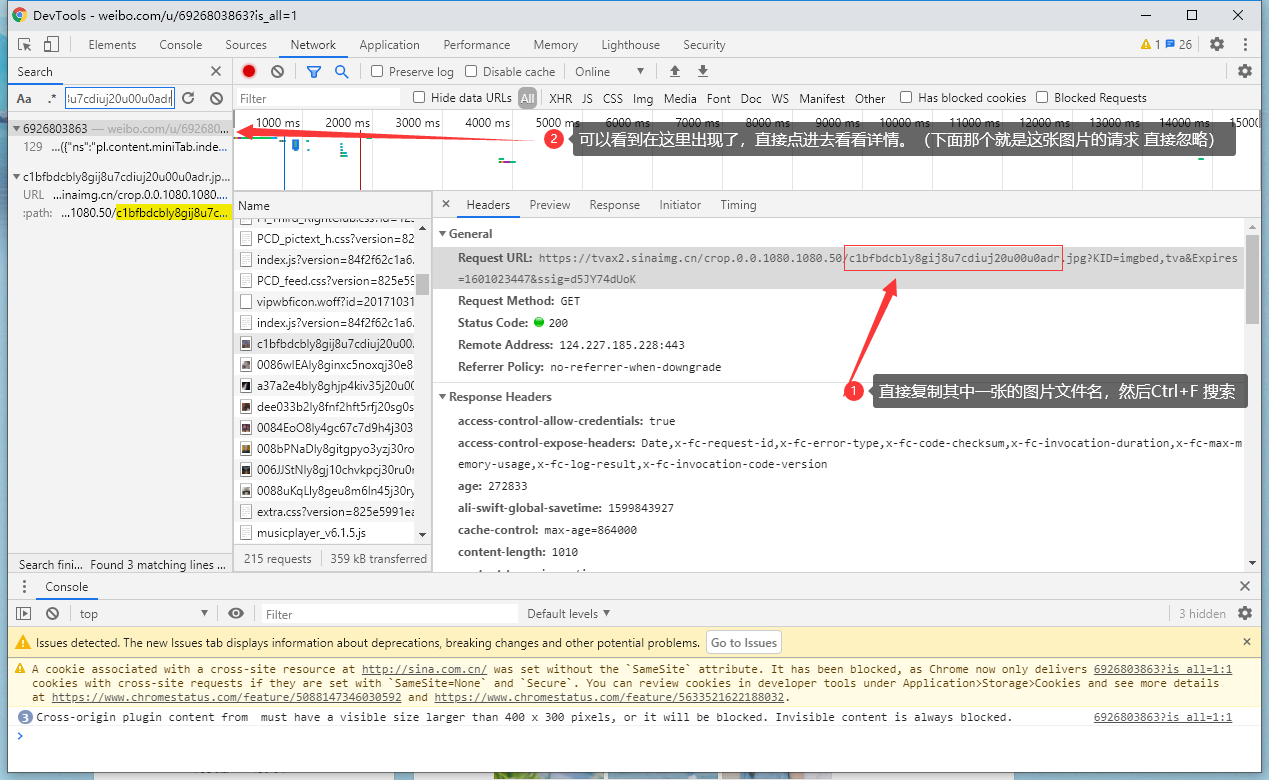 DevTools - weibo.com/u/6926803863?is_all=1
Elements Console Sources Network Application Performance Memory Lighthouse Security 1 26
Search Preserve log Disable cache Online
Aa .* u7cdiuj20u00u0adr Filter Hide data URLs All XHR JS CSS Img Media Font Doc WS Manifest Other Has blocked cookies Blocked Requests
1000 ms 2000 ms 3000 ms 4000 ms 5000 ms 6000 ms 7000 ms 8000 ms 9000 ms 10000 ms 11000 ms 12000 ms 13000 ms 14000 ms 15000
6926803863 — weibo.com/u/692680...
129 ...({"ns":"pl.content.miniTab.inde...
2 可以看到在这里出现了，直接点进去看看详情。（下面那个就是这张图片的请求 直接忽略）
c1bfbdcbly8gij8u7cdiuj20u00u0adr.jp...
URL ...inaimg.cn/crop.0.0.1080.1080....
:path: ...1080.50/c1bfbdcbly8gij8u7c...
Name
PCD_pictext_h.css?version=82
index.js?version=84f2f62c1a6.
PCD_feed.css?version=825e5991
vipwbficon.woff?id=20171031
index.js?version=84f2f62c1a6.
c1bfbdcbly8gij8u7cdiuj20u00.
0086wIEAly8ginxc5noxqj30e8
a37a2e4bly8ghjp4kiv35j20u00
dee033b2ly8fnf2hft5rfj20sg0s
0084EoO8ly4gc67c7d9h4j303
008bPNaDly8gitgpyo3yzj30ro
006JJStNly8gj10chvkpcj30ru0r
0088uKqLly8geu8m6ln45j30ry
extra.css?version=825e5991ea
musicplayer_v6.1.5.js
215 requests 359 kB transferred
Headers Preview Response Initiator Timing
General
Request URL: https://tvax2.sinaimg.cn/crop.0.0.1080.1080.50/c1bfbdcbly8gij8u7cdiuj20u00u0adr.jpg?KID=imgbed,tva&Expires
=1601023447&ssig=d5JY74dUoK
Request Method: GET
Status Code: 200
Remote Address: 124.227.185.228:443
Referrer Policy: no-referrer-when-downgrade
1 直接复制其中一张的图片文件名，然后Ctrl+F 搜索
Response Headers
access-control-allow-credentials: true
access-control-expose-headers: Date,x-fc-request-id,x-fc-error-type,x-fc-code-checksum,x-fc-invocation-duration,x-fc-max-m
emory-usage,x-fc-log-result,x-fc-invocation-code-version
age: 272833
ali-swift-global-savetime: 1599843927
cache-control: max-age=864000
content-length: 1010
Search fini... Found 3 matching lines ...
Console
top Filter Default levels 3 hidden
Issues detected. The new Issues tab displays information about deprecations, breaking changes and other potential problems. Go to Issues
A cookie associated with a cross-site resource at http://sina.com.cn/ was set without the `SameSite` attribute. It has been blocked, as Chrome now only delivers 6926803863?is_all=1:1
cookies with cross-site requests if they are set with `SameSite=None` and `Secure`. You can review cookies in developer tools under Application>Storage>Cookies and see more details
at https://www.chromestatus.com/feature/5088147346030592 and https://www.chromestatus.com/feature/5633521622188032.
3 Cross-origin plugin content from must have a visible size larger than 400 x 300 pixels, or it will be blocked. Invisible content is always blocked. 6926803863?is_all=1:1